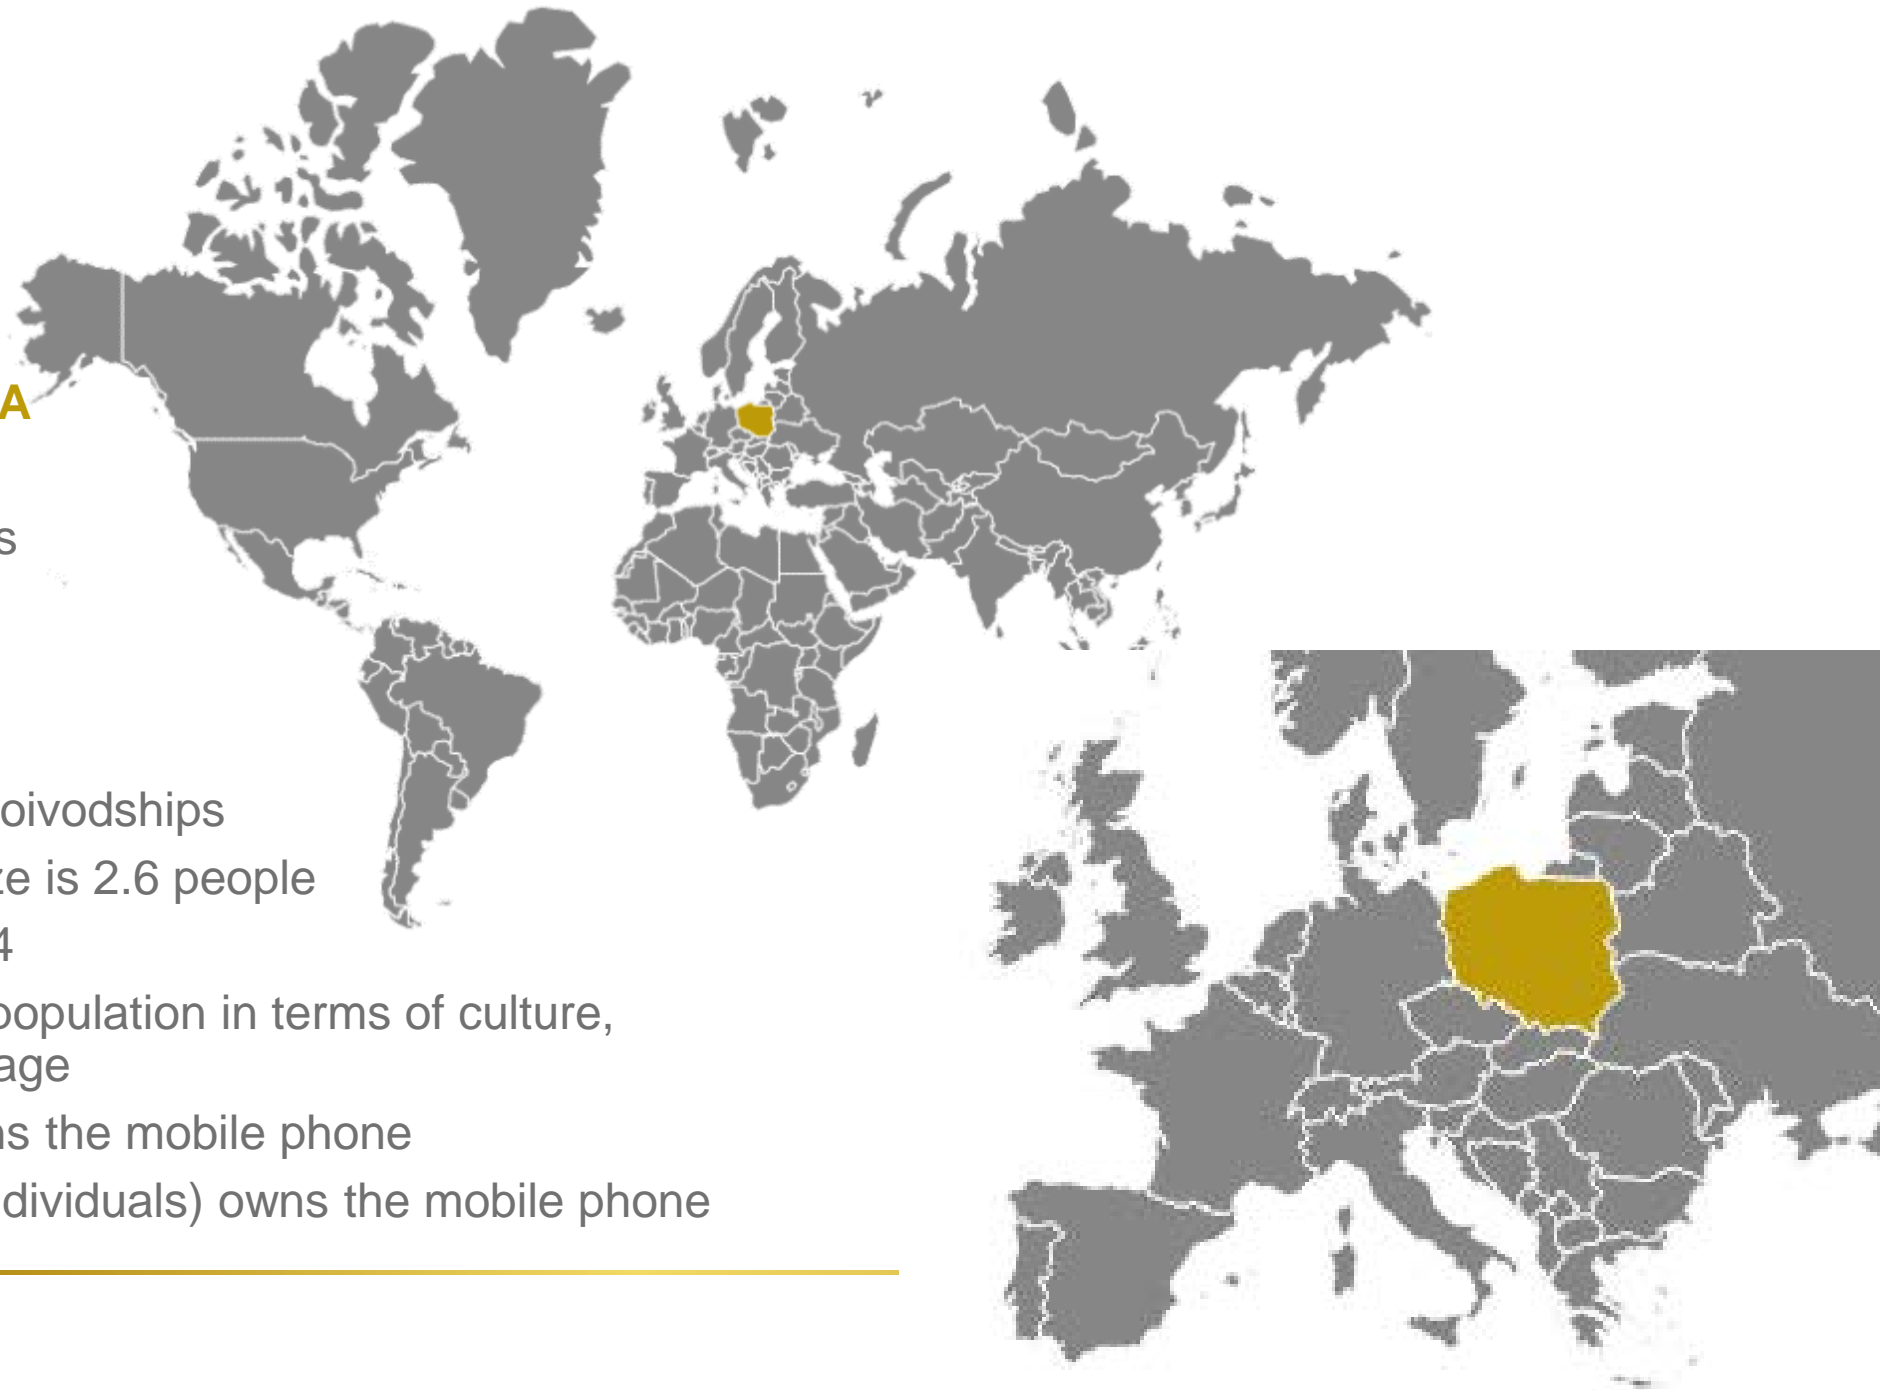 A
s
oivodships
ze is 2.6 people
4
population in terms of culture,
age
ns the mobile phone
dividuals) owns the mobile phone